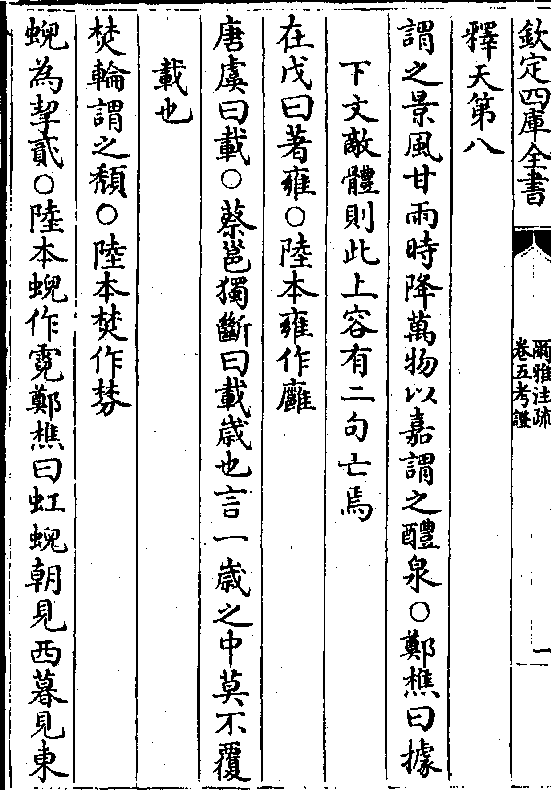 欽定四庫全書
爾雅注疏
卷五考證
一
釋天第八
謂之景風甘雨時降萬物以嘉謂之醴泉○鄭樵曰據
下文敵體則此上容有二句亡焉
在戊曰著雍○陸本雍作廱
唐虞曰載○蔡邕獨斷曰載歲也言一歲之中莫不覆
載也
焚輪謂之頹○陸本焚作棼
蜺為挈貳○陸本蜺作霓鄭樵曰虹蜺朝見西暮見東